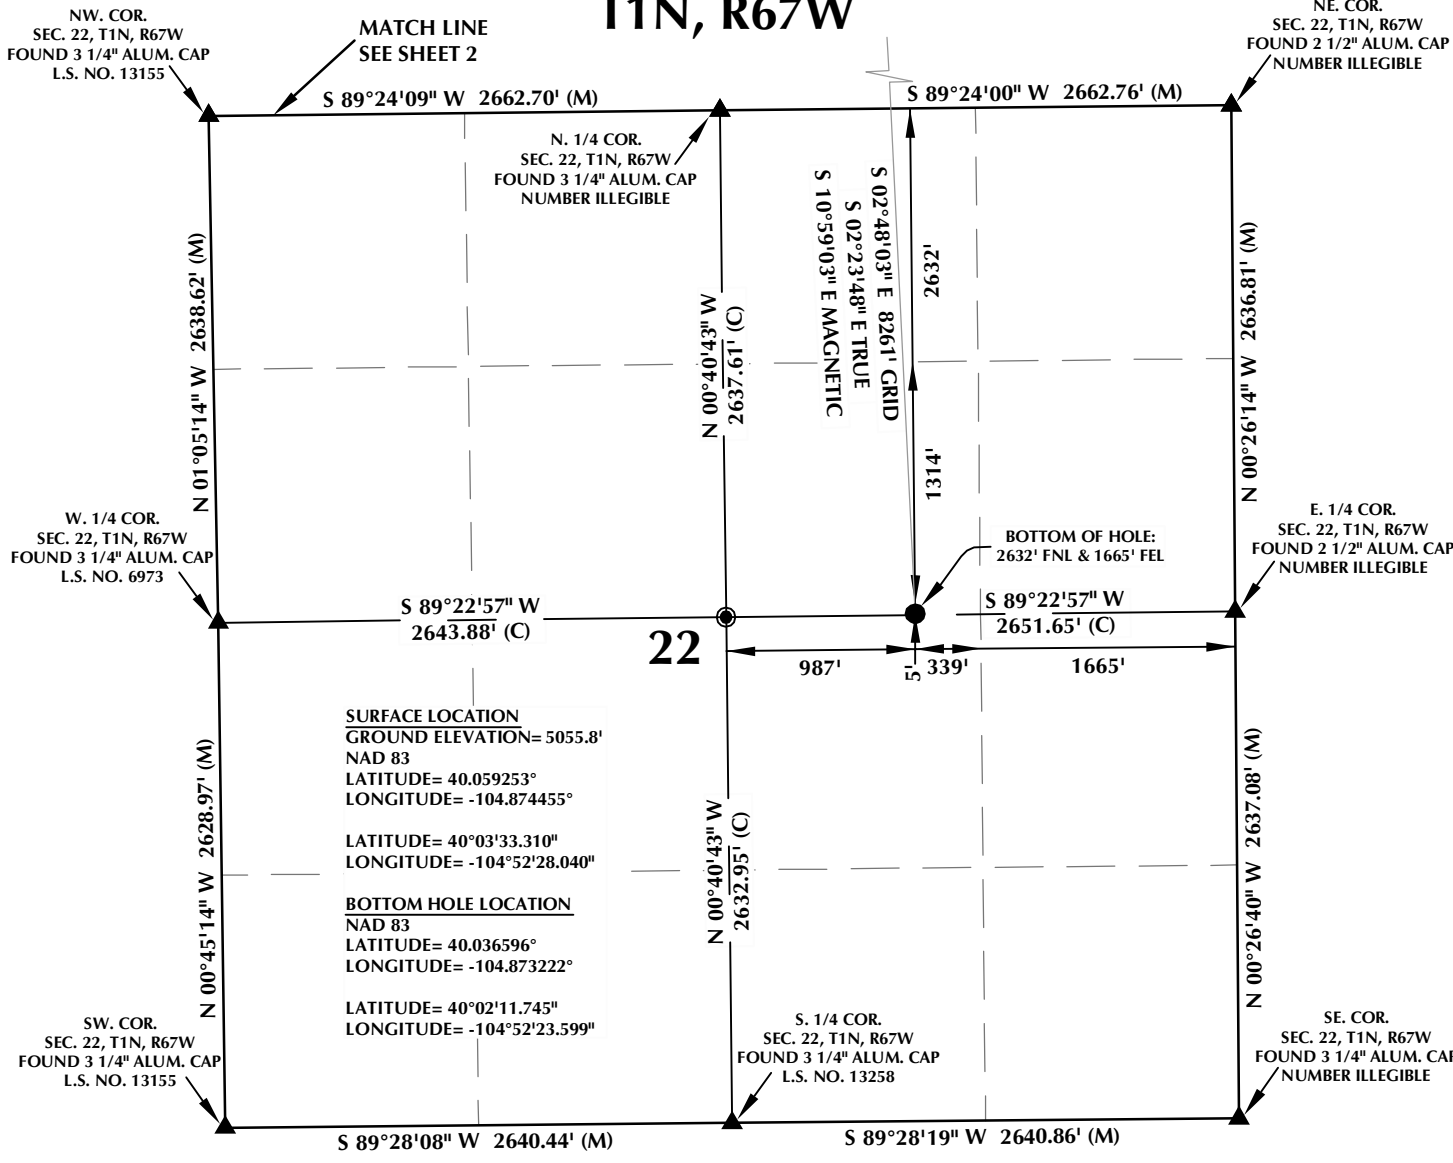 T1N, R67W
NW. COR.
SEC. 22, T1N, R67W
FOUND 3 1/4" ALUM. CAP
L.S. NO. 13155
MATCH LINE
SEE SHEET 2
NE. COR.
SEC. 22, T1N, R67W
FOUND 2 1/2" ALUM. CAP
NUMBER ILLEGIBLE
S 89°24'09" W 2662.70' (M)
S 89°24'00" W 2662.76' (M)
N. 1/4 COR.
SEC. 22, T1N, R67W
FOUND 3 1/4" ALUM. CAP
NUMBER ILLEGIBLE
S 02°48'03" E 8261' GRID
S 02°23'48" E TRUE
S 10°59'03" E MAGNETIC
2632'
1314'
N 01°05'14" W 2638.62' (M)
N 00°40'43" W
2637.61' (C)
N 00°26'14" W 2636.81' (M)
W. 1/4 COR.
SEC. 22, T1N, R67W
FOUND 3 1/4" ALUM. CAP
L.S. NO. 6973
BOTTOM OF HOLE:
2632' FNL & 1665' FEL
E. 1/4 COR.
SEC. 22, T1N, R67W
FOUND 2 1/2" ALUM. CAP
NUMBER ILLEGIBLE
S 89°22'57" W
2643.88' (C)
S 89°22'57" W
2651.65' (C)
22
987'
5'
339'
1665'
SURFACE LOCATION
GROUND ELEVATION= 5055.8'
NAD 83
LATITUDE= 40.059253°
LONGITUDE= -104.874455°
LATITUDE= 40°03'33.310"
LONGITUDE= -104°52'28.040"
BOTTOM HOLE LOCATION
NAD 83
LATITUDE= 40.036596°
LONGITUDE= -104.873222°
LATITUDE= 40°02'11.745"
LONGITUDE= -104°52'23.599"
N 00°45'14" W 2628.97' (M)
N 00°40'43" W
2632.95' (C)
N 00°26'40" W 2637.08' (M)
SW. COR.
SEC. 22, T1N, R67W
FOUND 3 1/4" ALUM. CAP
L.S. NO. 13155
S. 1/4 COR.
SEC. 22, T1N, R67W
FOUND 3 1/4" ALUM. CAP
L.S. NO. 13258
SE. COR.
SEC. 22, T1N, R67W
FOUND 3 1/4" ALUM. CAP
NUMBER ILLEGIBLE
S 89°28'08" W 2640.44' (M)
S 89°28'19" W 2640.86' (M)